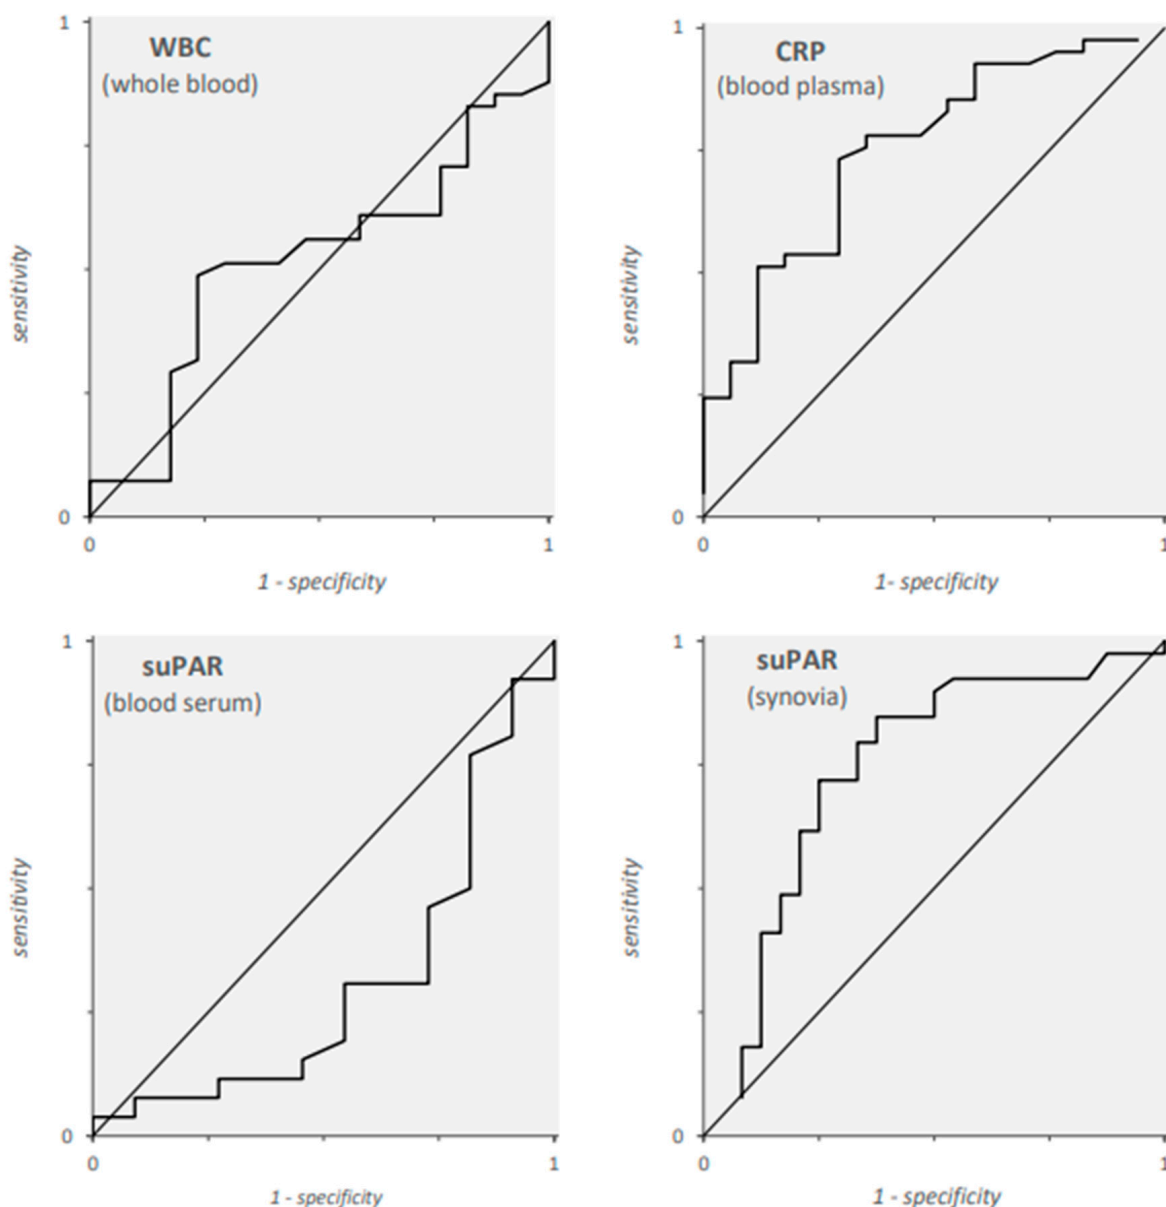 1
WBC
(whole blood)
sensitivity
0
0
1
1 - specificity
1
CRP
(blood plasma)
sensitivity
0
0
1
1- specificity
1
suPAR
(blood serum)
sensitivity
0
0
1
1 - specificity
1
suPAR
(synovia)
sensitivity
0
0
1
1 - specificity